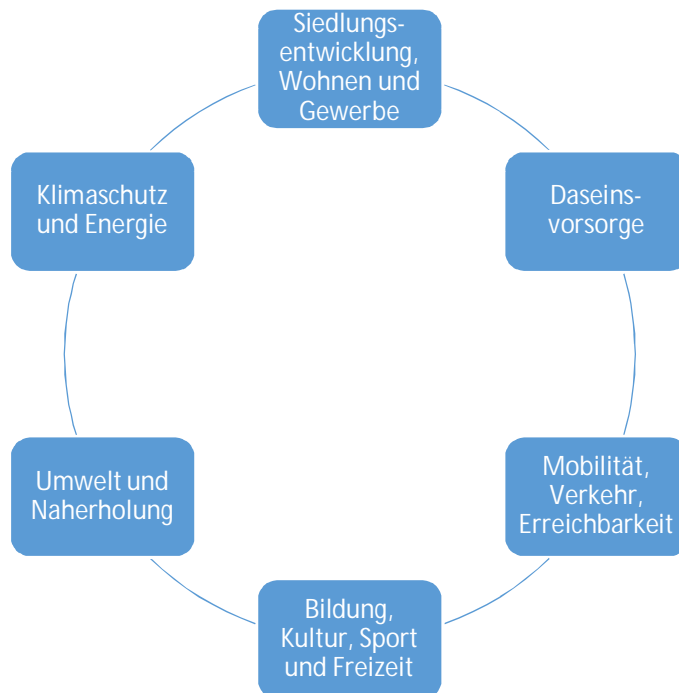 Siedlungs-
entwicklung,
Wohnen und
Gewerbe
Daseins-
vorsorge
Mobilität,
Verkehr,
Erreichbarkeit
Bildung,
Kultur, Sport
und Freizeit
Umwelt und
Naherholung
Klimaschutz
und Energie